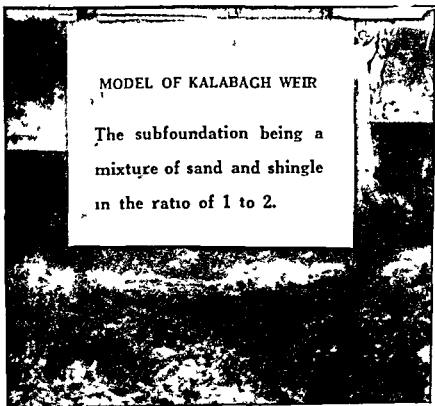 MODEL OF KALABAGH WEIR
The subfoundation being a
mixture of sand and shingle
in the ratio of 1 to 2.